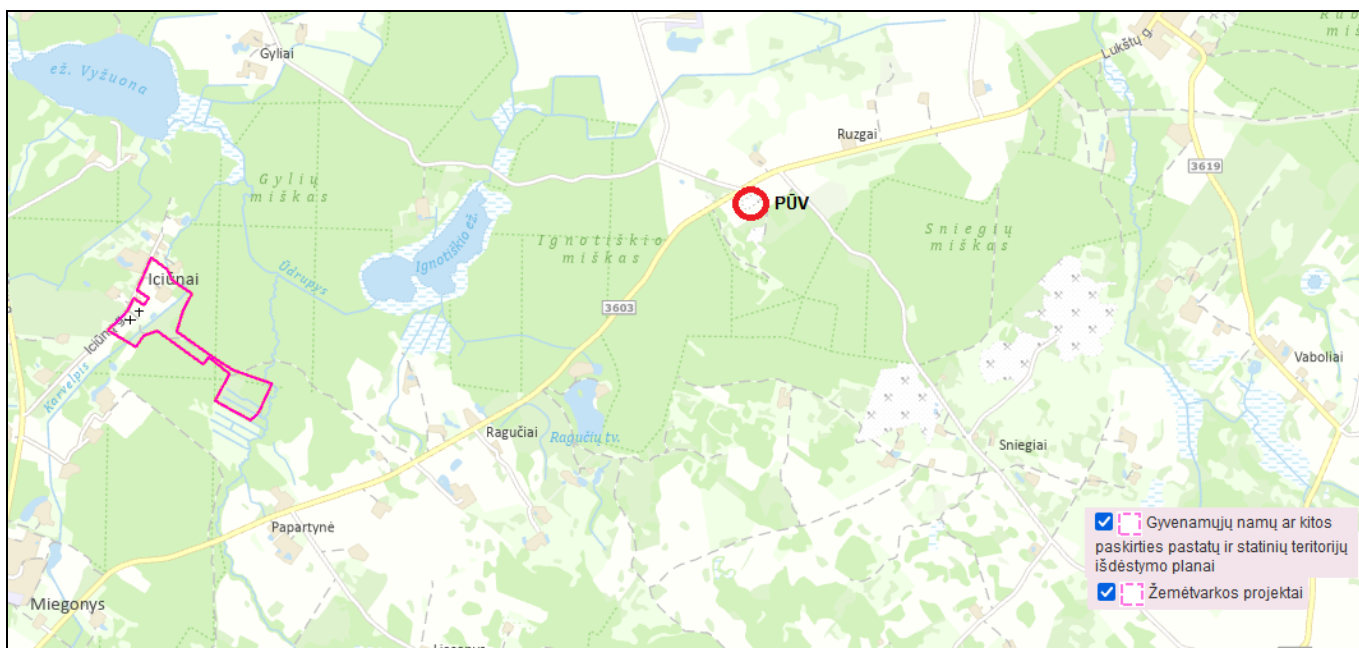 Lukštų g.
Gyliai
ež. Vyžuona
Ruzgai
3619
Gylių
miškas
PŪV
Ignotiškio
miškas
Sniegių
miškas
Ignotiškio ež.
Iciūnai
Ūdrupys
3603
Iciūnų g.
Karvelpis
Vaboliai
Ragučiai
Ragučių tv.
Sniegiai
Papartynė
Miegonys
Gyvenamųjų namų ar kitos
paskirties pastatų ir statinių teritorijų
išdėstymo planai
Žemėtvarkos projektai